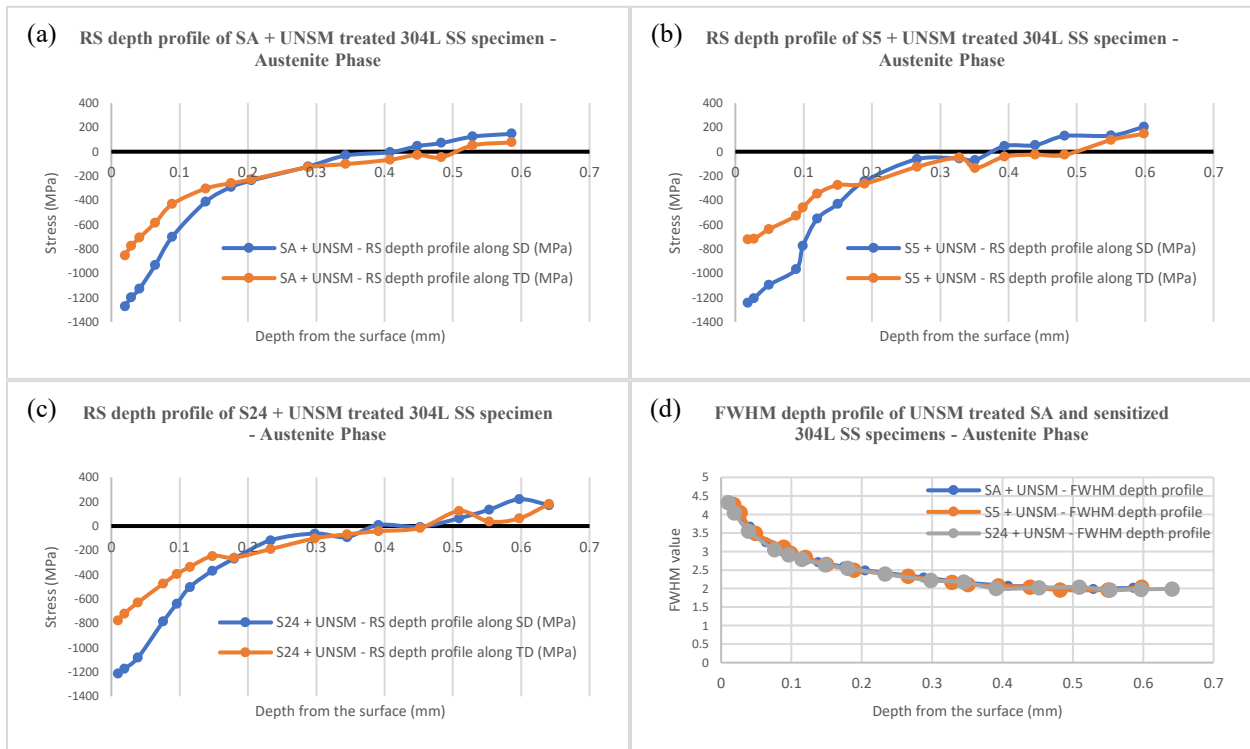 (a)
RS depth profile of SA + UNSM treated 304L SS specimen -
Austenite Phase
400
200
0
-200
-400
-600
-800
-1000
-1200
-1400
0
0.1
0.2
0.3
0.4
0.5
0.6
0.7
Stress (MPa)
SA + UNSM - RS depth profile along SD (MPa)
SA + UNSM - RS depth profile along TD (MPa)
Depth from the surface (mm)
(b)
RS depth profile of S5 + UNSM treated 304L SS specimen -
Austenite Phase
400
200
0
-200
-400
-600
-800
-1000
-1200
-1400
0
0.1
0.2
0.3
0.4
0.5
0.6
0.7
Stress (MPa)
S5 + UNSM - RS depth profile along SD (MPa)
S5 + UNSM - RS depth profile along TD (MPa)
Depth from the surface (mm)
(c)
RS depth profile of S24 + UNSM treated 304L SS specimen
- Austenite Phase
400
200
0
-200
-400
-600
-800
-1000
-1200
-1400
0
0.1
0.2
0.3
0.4
0.5
0.6
0.7
Stress (MPa)
S24 + UNSM - RS depth profile along SD (MPa)
S24 + UNSM - RS depth profile along TD (MPa)
Depth from the surface (mm)
(d)
FWHM depth profile of UNSM treated SA and sensitized
304L SS specimens - Austenite Phase
5
4.5
4
3.5
3
2.5
2
1.5
1
0.5
0
0
0.1
0.2
0.3
0.4
0.5
0.6
0.7
FWHM value
SA + UNSM - FWHM depth profile
S5 + UNSM - FWHM depth profile
S24 + UNSM - FWHM depth profile
Depth from the surface (mm)